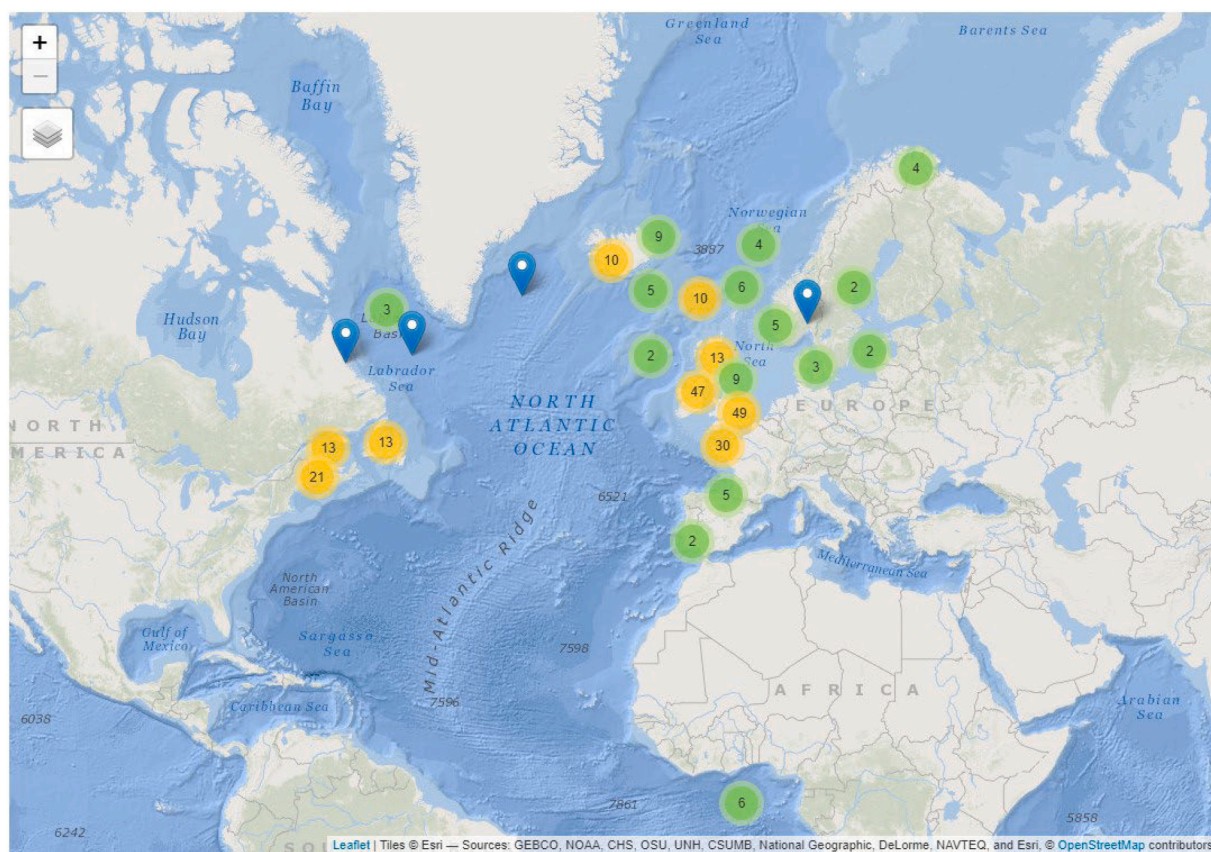 +
−
Greenland
Sea
Barents Sea
Baffin
Bay
4
Norwegian
Sea
9
4
3887
10
5
10
6
2
3
Hudson
Bay
5
2
13
North
Sea
2
3
Labrador
Sea
9
47
49
NORTH
ATLANTIC
OCEAN
EUROPE
NORTH
MERICA
13
13
30
21
6521
5
2
Mid-Atlantic Ridge
Mediterranean Sea
North
American
Basin
Gulf of
Mexico
Sargasso
Sea
7598
AFRICA
7596
Caribbean Sea
6038
Arabian
Sea
7861
6
5858
6242
SO
Leaflet | Tiles © Esri — Sources: GEBCO, NOAA, CHS, OSU, UNH, CSUMB, National Geographic, DeLorme, NAVTEQ, and Esri, © OpenStreetMap contributors